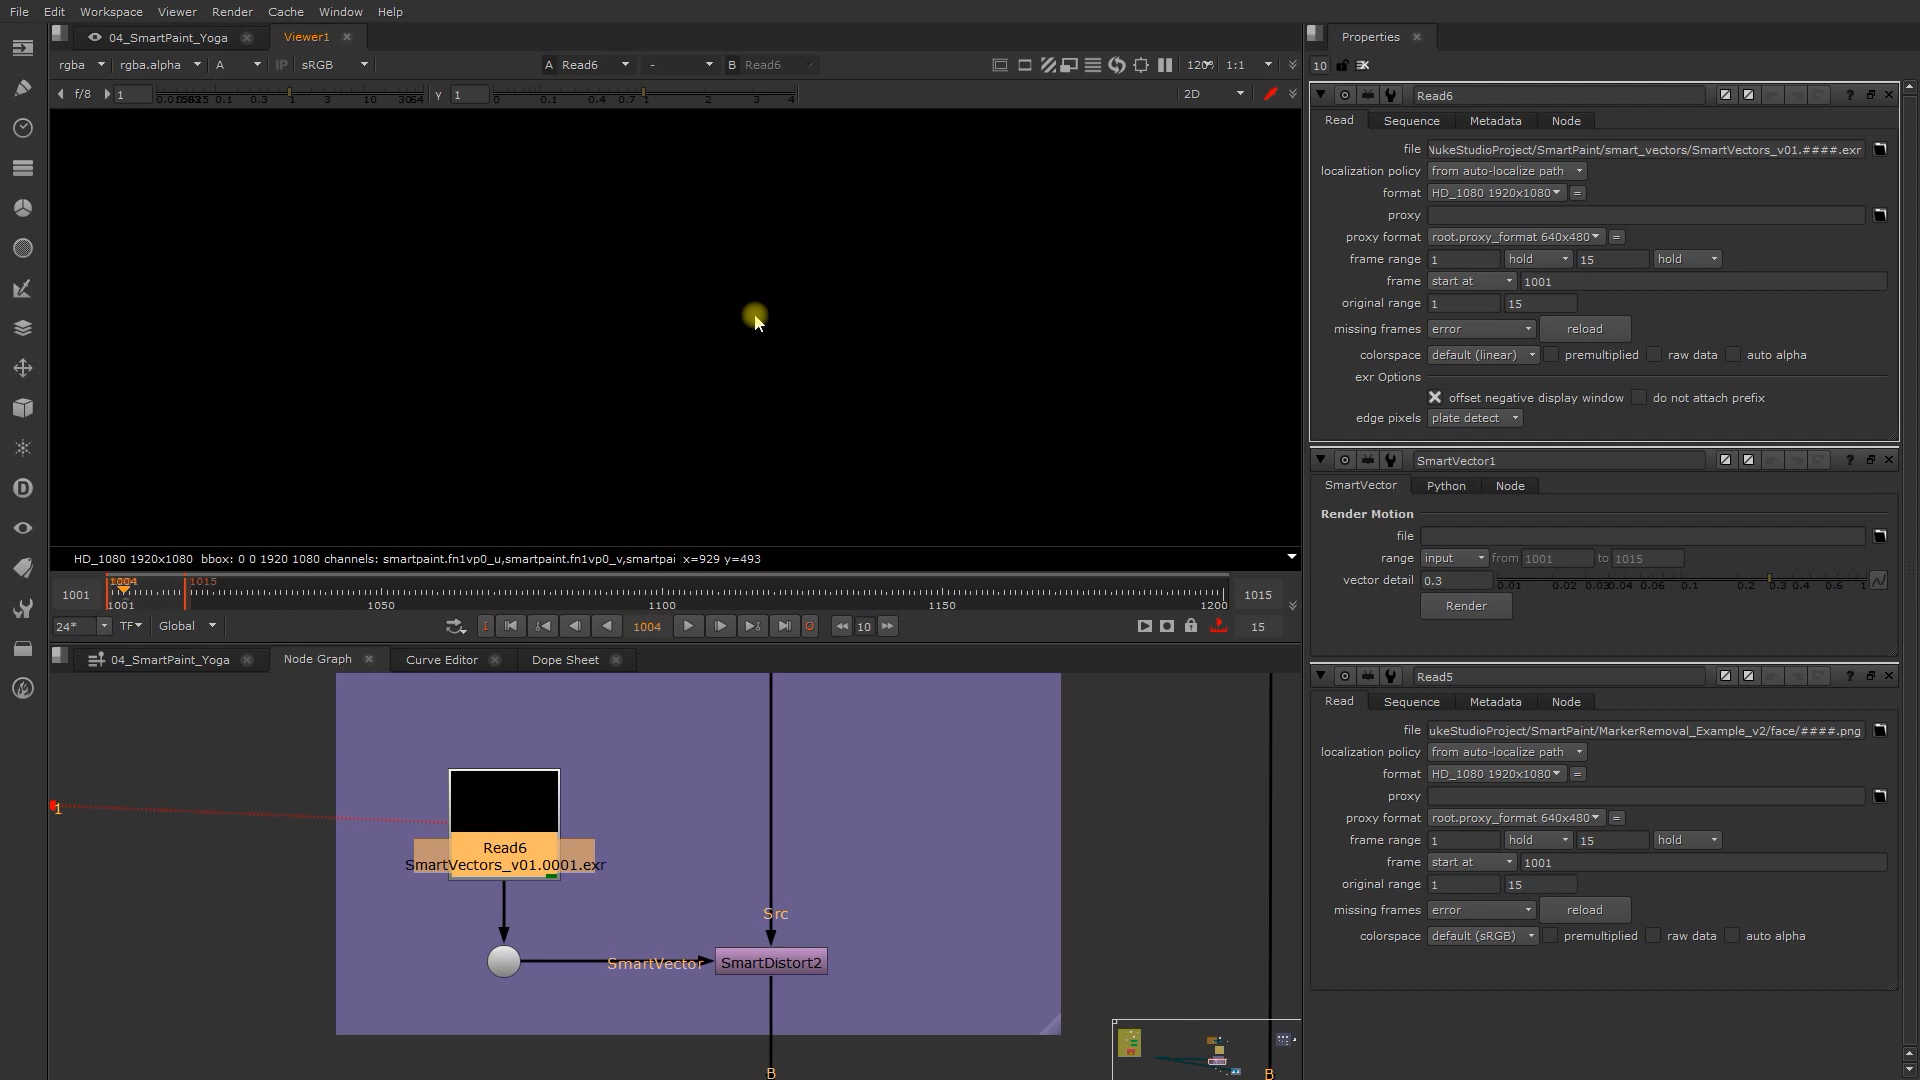 File Edit Workspace Viewer Render Cache Window Help
04_SmartPaint_Yoga Viewer1 Properties
rgba rgba.alpha A IP sRGB A Read6 - B Read6 1:1 10
f/8 1 1 2D
Read6
Read Sequence Metadata Node
file NukeStudioProject/SmartPaint/smart_vectors/SmartVectors_v01.####.exr
localization policy from auto-localize path
format HD_1080 1920x1080 =
proxy
proxy format root.proxy_format 640x480 =
frame range 1 hold 15 hold
frame start at 1001
original range 1 15
missing frames error reload
colorspace default (linear) premultiplied raw data auto alpha
exr Options
offset negative display window do not attach prefix
edge pixels plate detect
SmartVector1
SmartVector Python Node
Render Motion
file
range input from 1001 to 1015
vector detail 0.3
Render
Read5
Read Sequence Metadata Node
file ukeStudioProject/SmartPaint/MarkerRemoval_Example_v2/face/####.png
localization policy from auto-localize path
format HD_1080 1920x1080 =
proxy
proxy format root.proxy_format 640x480 =
frame range 1 hold 15 hold
frame start at 1001
original range 1 15
missing frames error reload
colorspace default (sRGB) premultiplied raw data auto alpha
HD_1080 1920x1080 bbox: 0 0 1920 1080 channels: smartpaint.fn1vp0_u,smartpaint.fn1vp0_v,smartpai x=929 y=493
1001 1004 1015 1015
1001 1050 1100 1150 1200
24* TF Global I 1004 O 10 15
04_SmartPaint_Yoga Node Graph Curve Editor Dope Sheet
1
Read6
SmartVectors_v01.0001.exr
Src
SmartVector SmartDistort2
B B